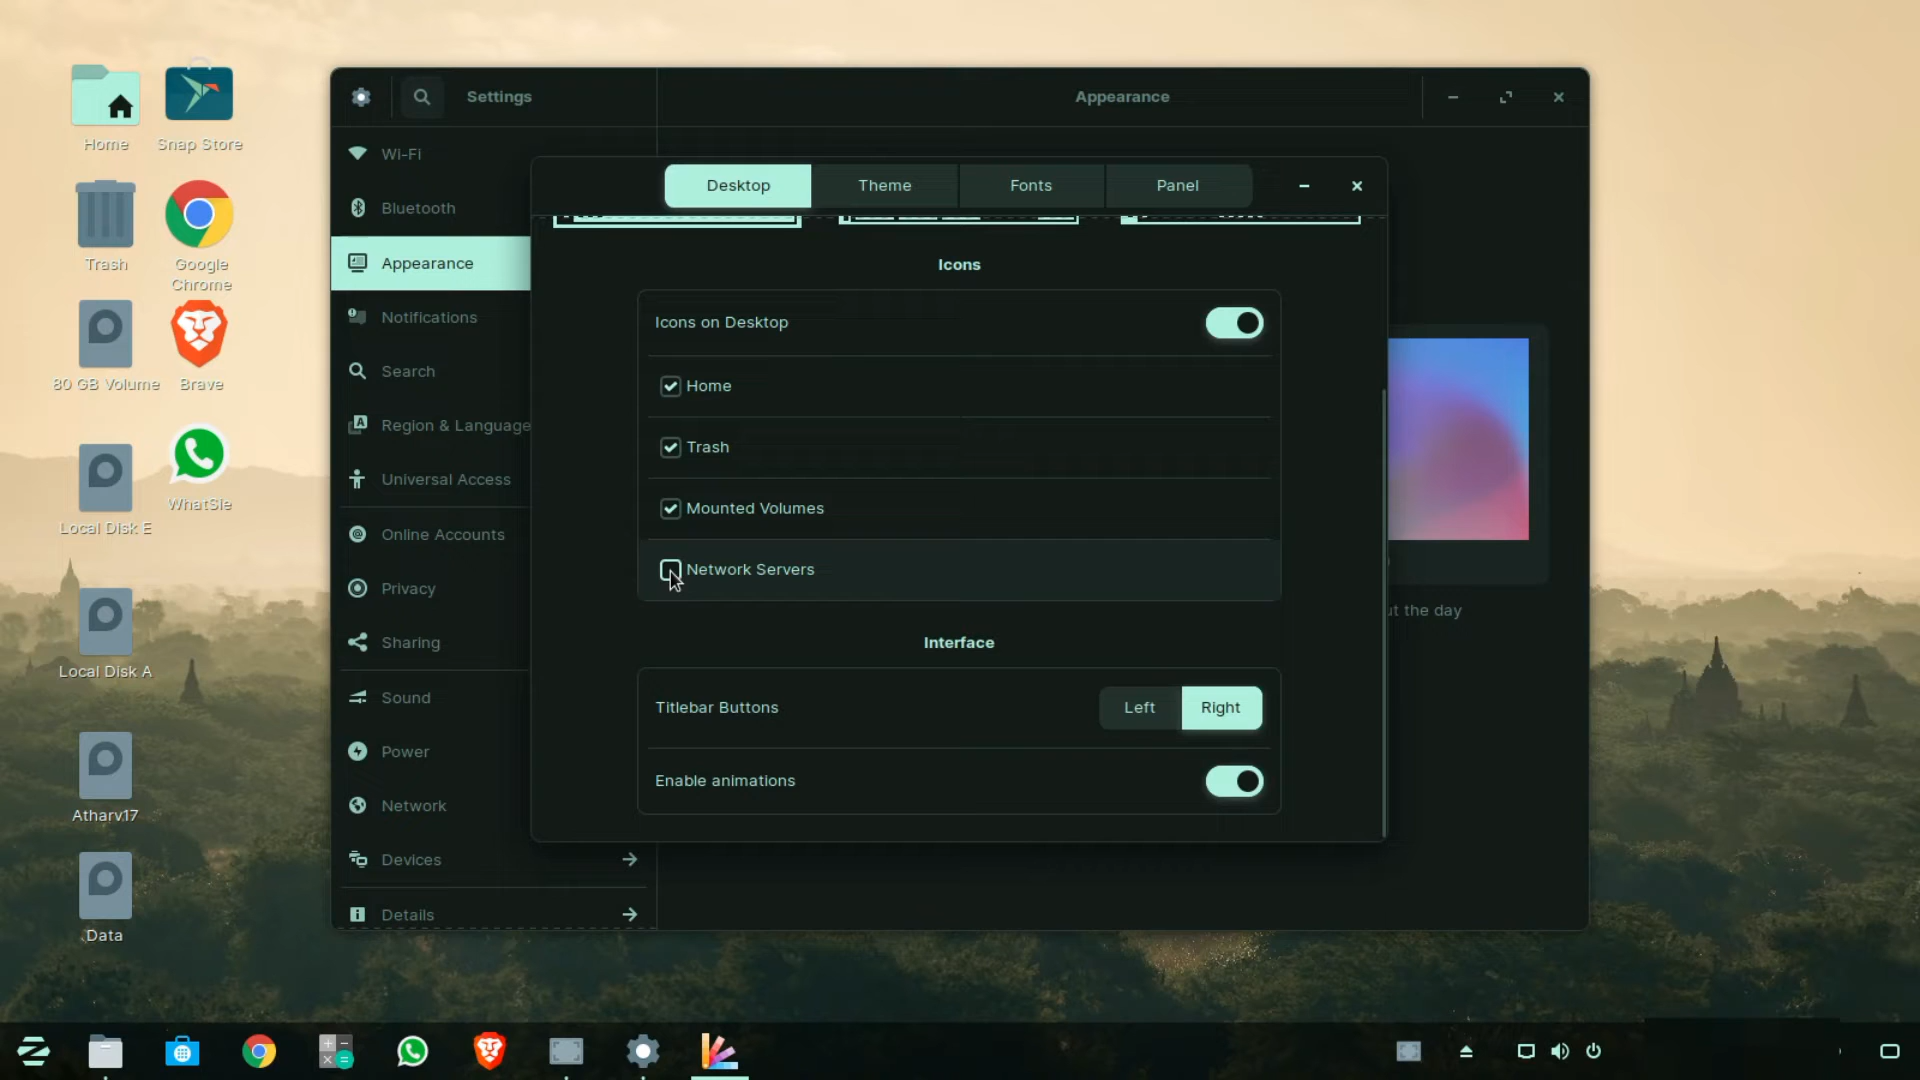 Home
Snap Store
Trash
Google
Chrome
80 GB Volume
Brave
Local Disk E
WhatSie
Local Disk A
Atharv17
Data
Settings
Appearance
Wi-Fi
Bluetooth
Appearance
Notifications
Search
Region & Language
Universal Access
Online Accounts
Privacy
Sharing
Sound
Power
Network
Devices
Details
Desktop
Theme
Fonts
Panel
Icons
Icons on Desktop
Home
Trash
Mounted Volumes
Network Servers
Interface
Titlebar Buttons
Left
Right
Enable animations
the day